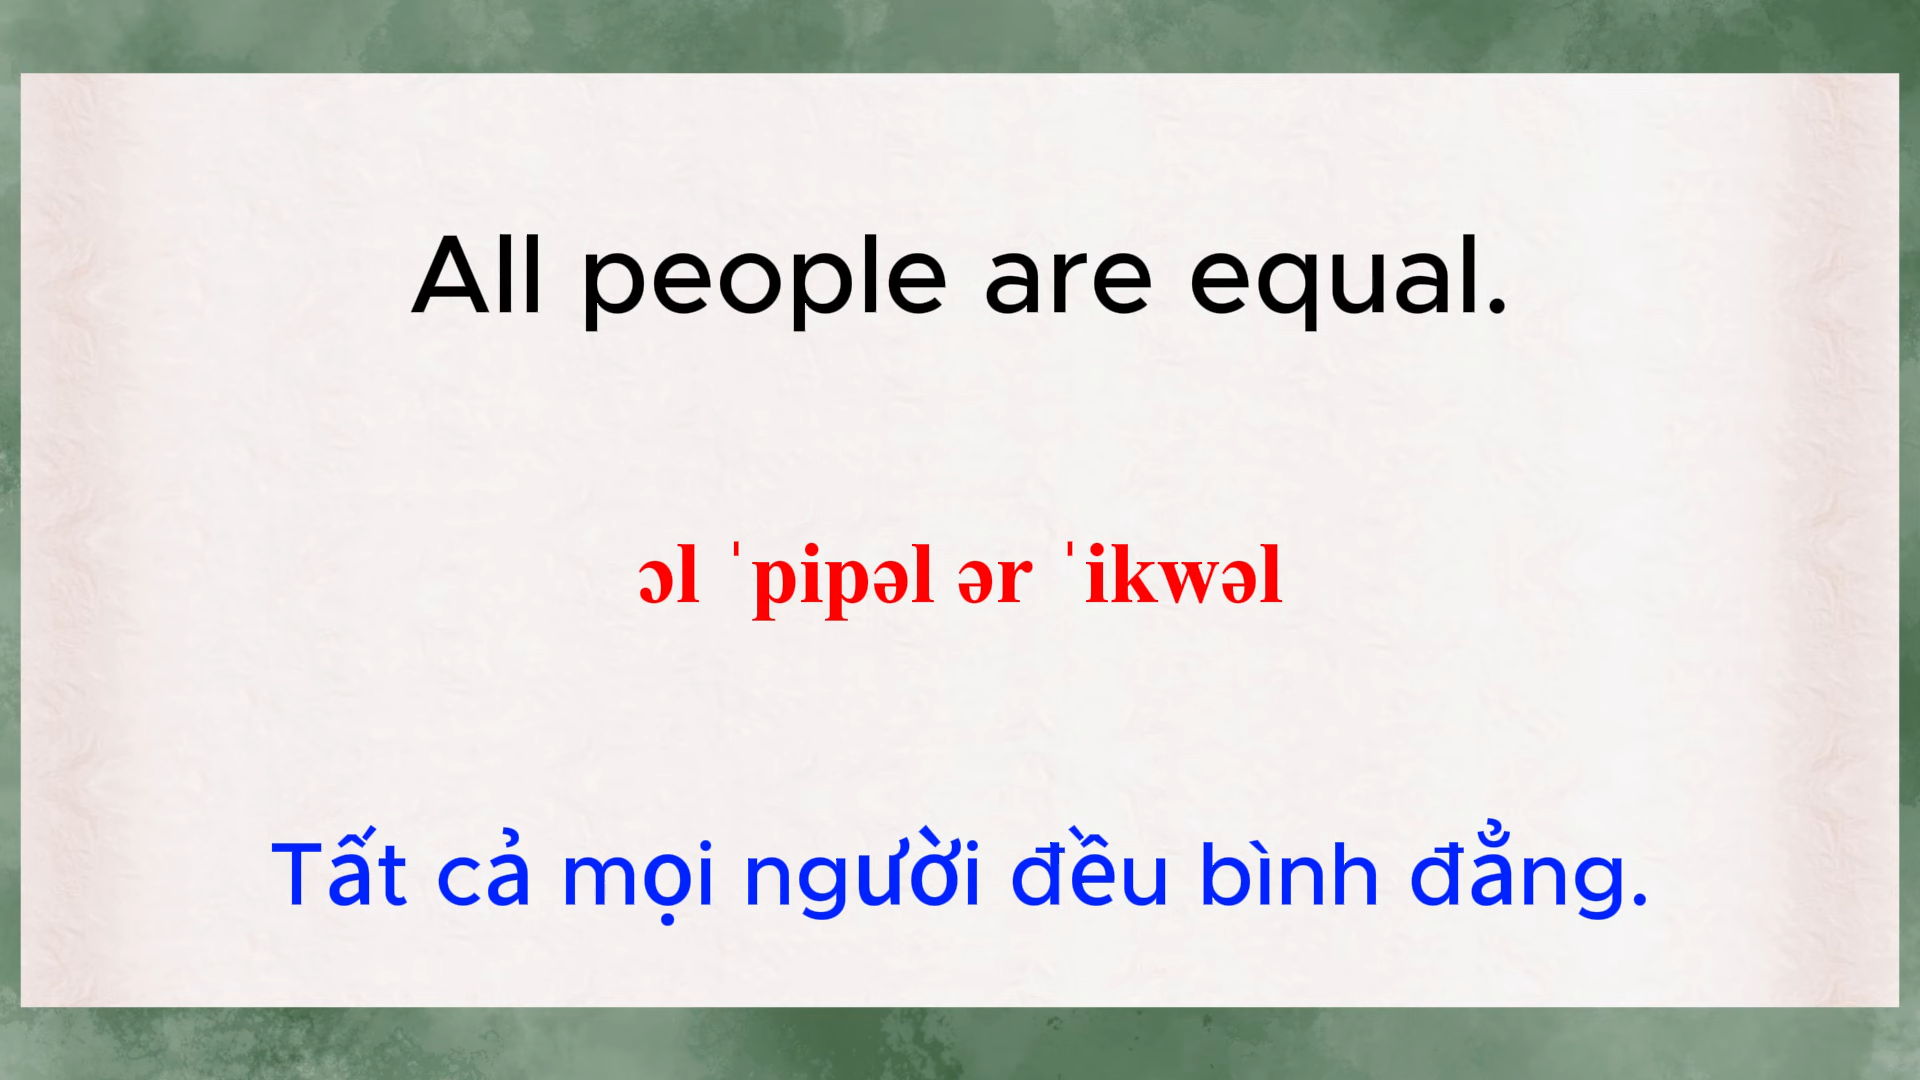 All people are equal.
ɔl ˈpipəl ər ˈikwəl
Tất cả mọi người đều bình đẳng.